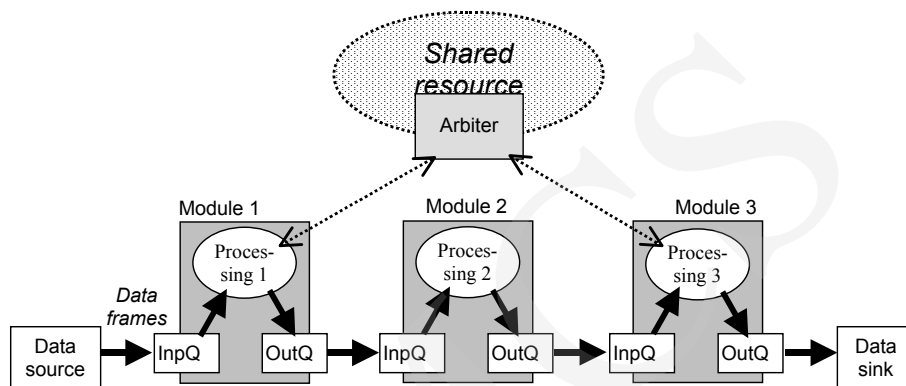 Shared
resource
Arbiter
Module 1
Module 2
Module 3
Proces-
sing 1
Proces-
sing 2
Proces-
sing 3
Data
frames
Data
source
InpQ
OutQ
InpQ
OutQ
InpQ
OutQ
Data
sink
CS